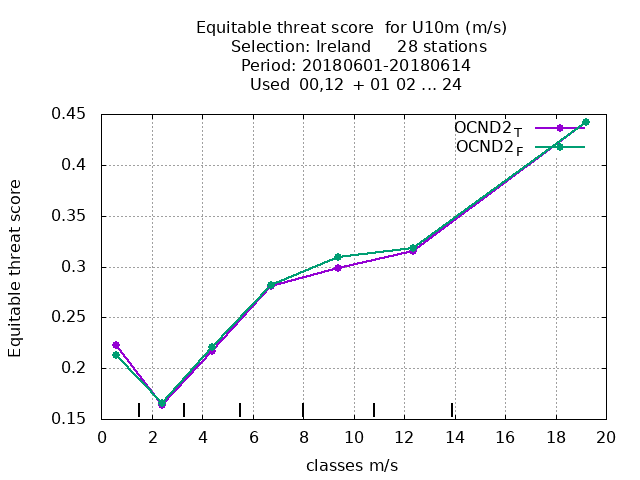 Equitable threat score  for U10m (m/s)
Selection: Ireland     28 stations
Period: 20180601-20180614
Used  00,12  + 01 02 ... 24
OCND2T
OCND2F
0.45
0.4
0.35
0.3
0.25
0.2
0.15
Equitable threat score
0 2 4 6 8 10 12 14 16 18 20
classes m/s